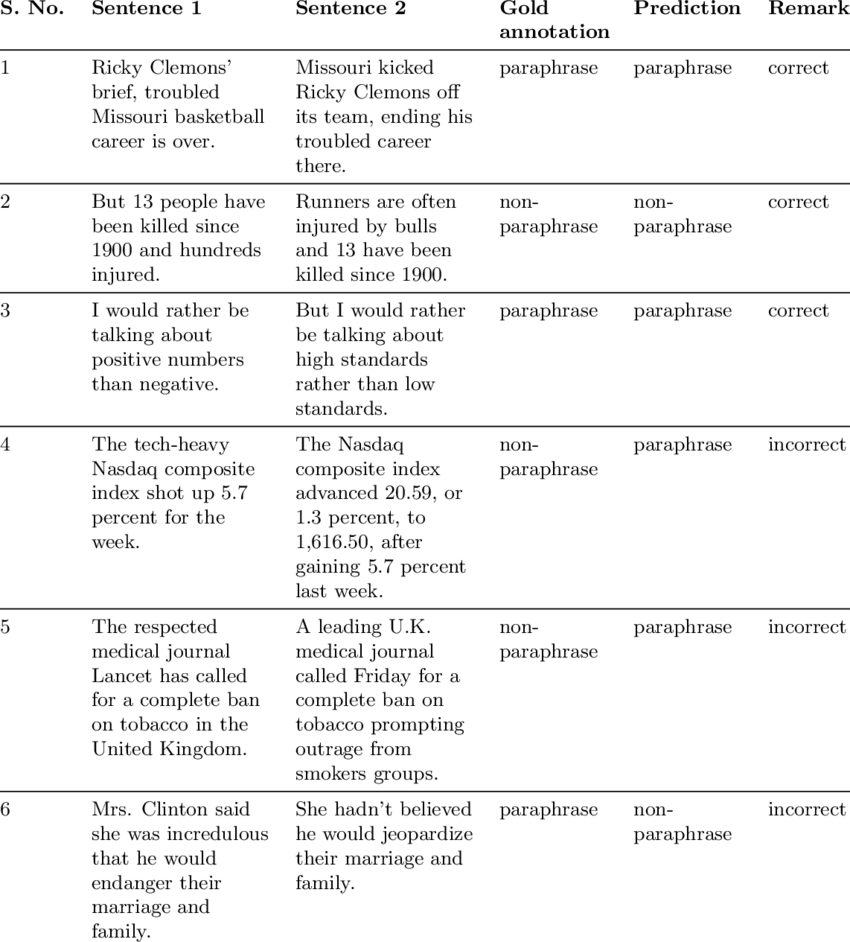 S. No. Sentence 1 Sentence 2 Gold annotation Prediction Remark
1 Ricky Clemons' Missouri kicked paraphrase paraphrase correct
brief, troubled Ricky Clemons off
Missouri basketball its team, ending his
career is over. troubled career
there.
2 But 13 people have Runners are often non- non- correct
been killed since injured by bulls paraphrase paraphrase
1900 and hundreds and 13 have been
injured. killed since 1900.
3 I would rather be But I would rather paraphrase paraphrase correct
talking about be talking about
positive numbers high standards
than negative. rather than low
standards.
4 The tech-heavy The Nasdaq non- paraphrase incorrect
Nasdaq composite composite index paraphrase
index shot up 5.7 advanced 20.59, or
percent for the 1.3 percent, to
week. 1,616.50, after
gaining 5.7 percent
last week.
5 The respected A leading U.K. non- paraphrase incorrect
medical journal medical journal paraphrase
Lancet has called called Friday for a
for a complete ban complete ban on
on tobacco in the tobacco prompting
United Kingdom. outrage from
smokers groups.
6 Mrs. Clinton said She hadn't believed paraphrase non- incorrect
she was incredulous he would jeopardize paraphrase
that he would their marriage and
endanger their family.
marriage and
family.